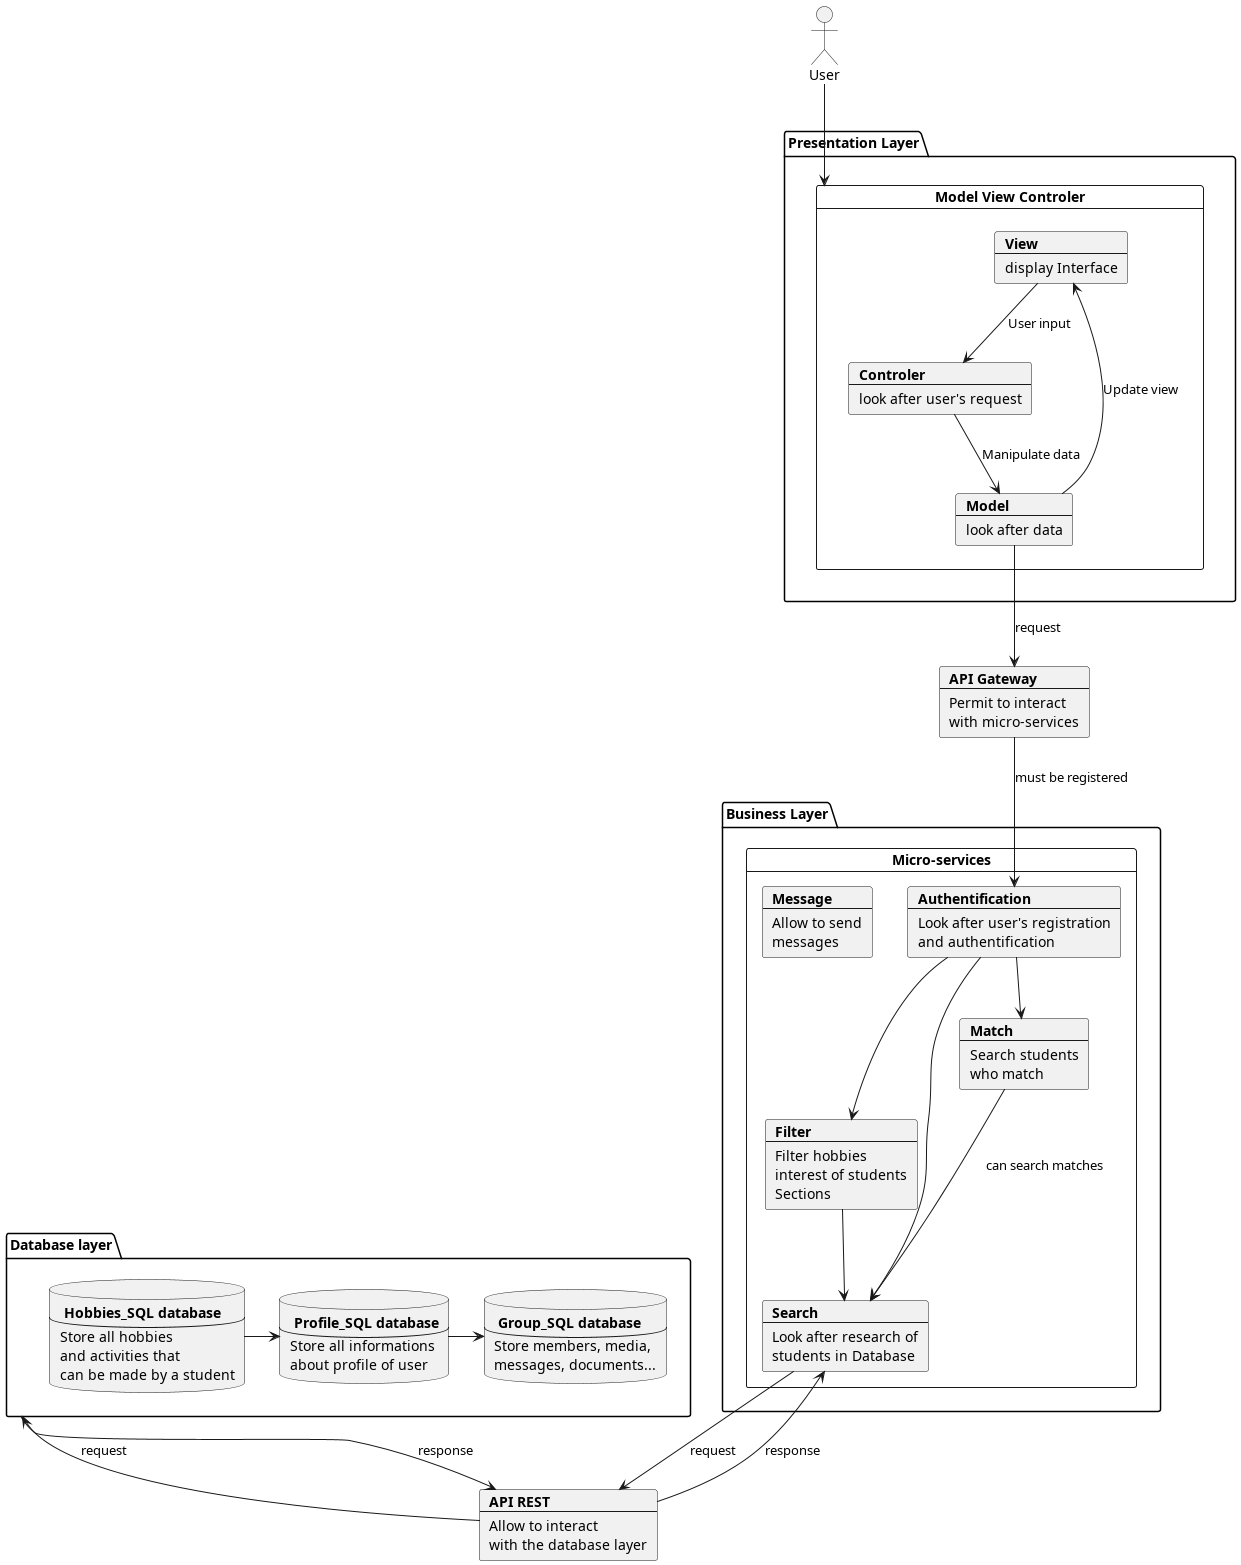 User
Presentation Layer
Model View Controler
View
display Interface
User input
Controler
look after user's request
Update view
Manipulate data
Model
look after data
request
API Gateway
Permit to interact
with micro-services
must be registered
Business Layer
Micro-services
Message
Allow to send
messages
Authentification
Look after user's registration
and authentification
Match
Search students
who match
Filter
Filter hobbies
interest of students
Sections
can search matches
Search
Look after research of
students in Database
Database layer
Hobbies_SQL database
Store all hobbies
and activities that
can be made by a student
Profile_SQL database
Store all informations
about profile of user
Group_SQL database
Store members, media,
messages, documents...
request
response
request
response
API REST
Allow to interact
with the database layer